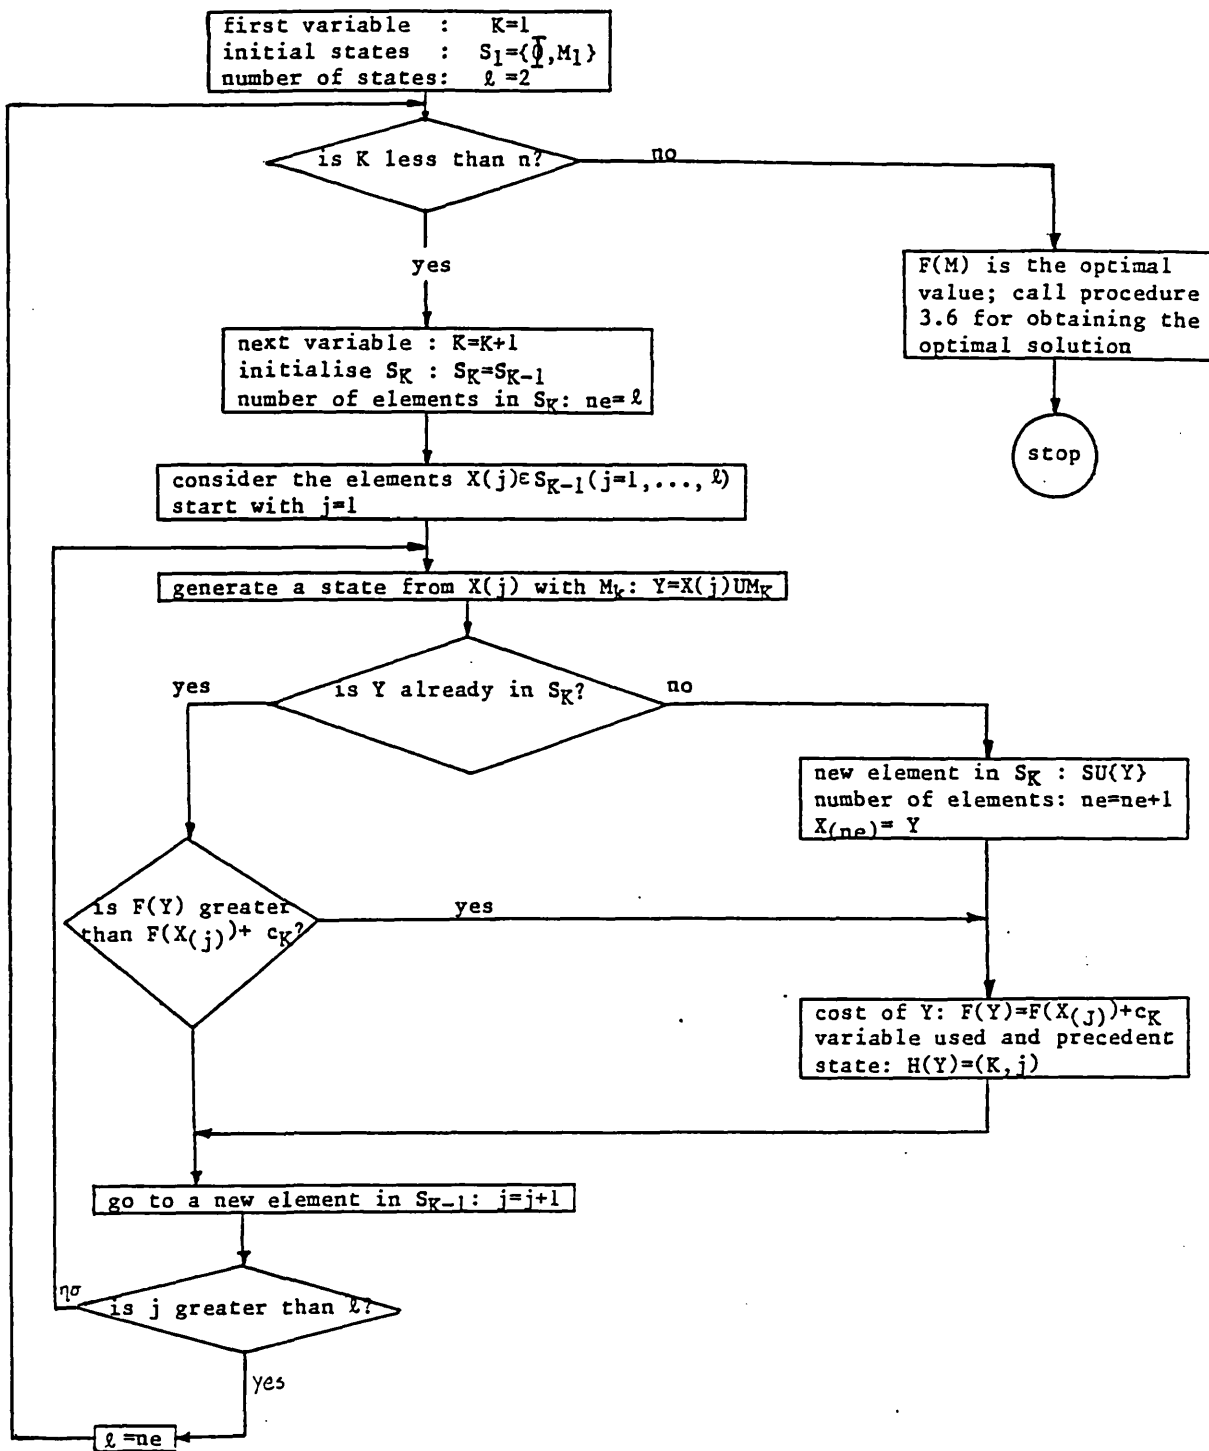 first variable : K=1
initial states : S1={Φ,M1}
number of states: ℓ =2
is K less than n?
no
yes
F(M) is the optimal
value; call procedure
3.6 for obtaining the
optimal solution
stop
next variable : K=K+1
initialise SK : SK=SK-1
number of elements in SK: ne=ℓ
consider the elements X(j)εSK-1(j=1,..., ℓ)
start with j=1
generate a state from X(j) with Mk: Y=X(j)UMK
is Y already in SK?
yes
no
new element in SK : SU{Y}
number of elements: ne=ne+1
X(ne)= Y
is F(Y) greater
than F(X(j))+ cK?
yes
cost of Y: F(Y)=F(X(J))+cK
variable used and precedent
state: H(Y)=(K,j)
go to a new element in SK-1: j=j+1
is j greater than ℓ?
no
yes
ℓ =ne